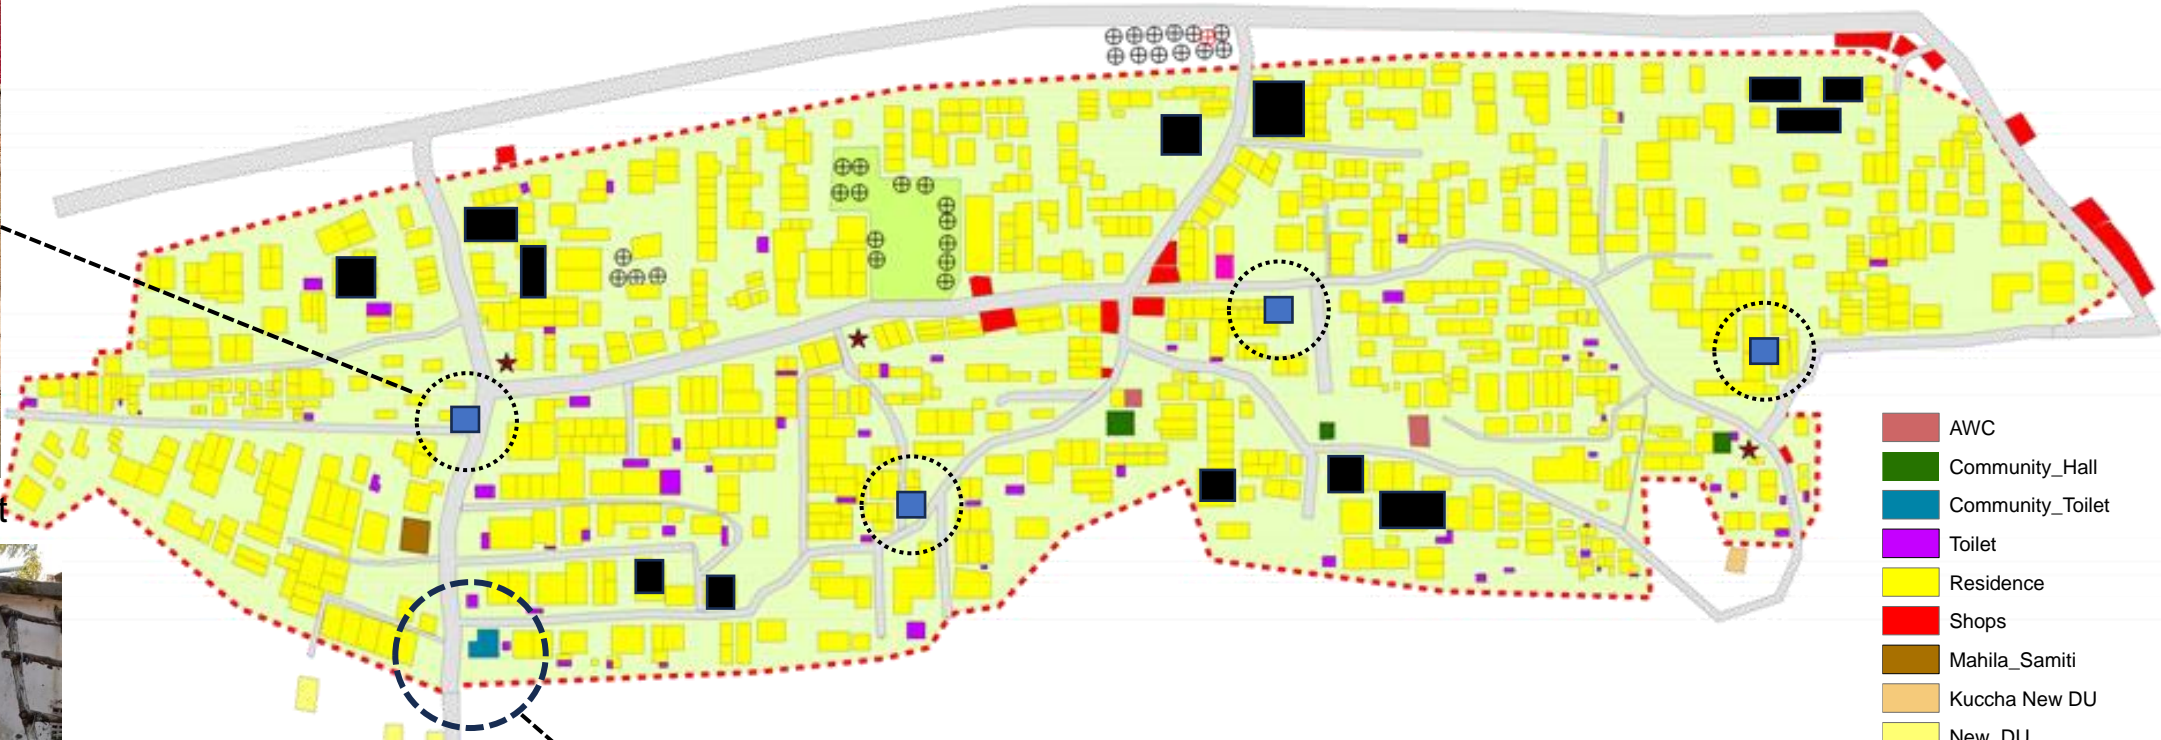 t
AWC
Community_Hall
Community_Toilet
Toilet
Residence
Shops
Mahila_Samiti
Kuccha New DU
New_DU